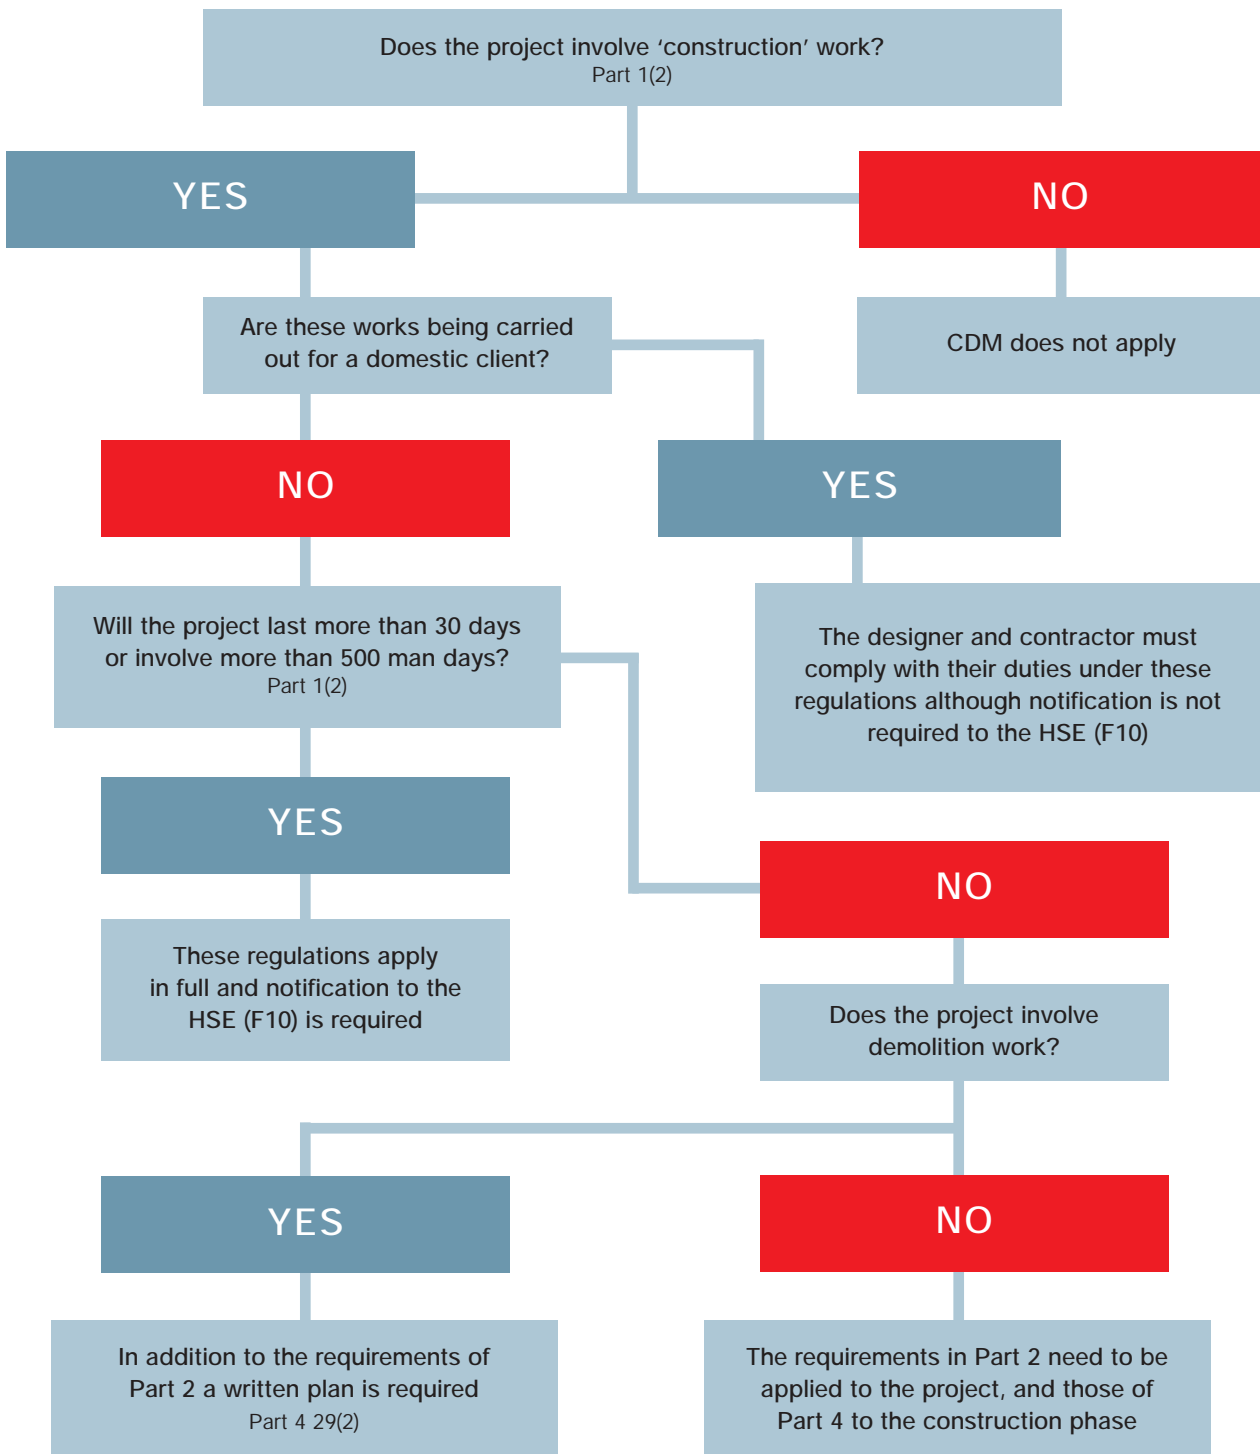 Does the project involve ‘construction’ work?
Part 1(2)
YES
NO
Are these works being carried
out for a domestic client?
CDM does not apply
NO
YES
Will the project last more than 30 days
or involve more than 500 man days?
Part 1(2)
The designer and contractor must
comply with their duties under these
regulations although notification is not
required to the HSE (F10)
YES
NO
These regulations apply
in full and notification to the
HSE (F10) is required
Does the project involve
demolition work?
YES
NO
In addition to the requirements of
Part 2 a written plan is required
Part 4 29(2)
The requirements in Part 2 need to be
applied to the project, and those of
Part 4 to the construction phase